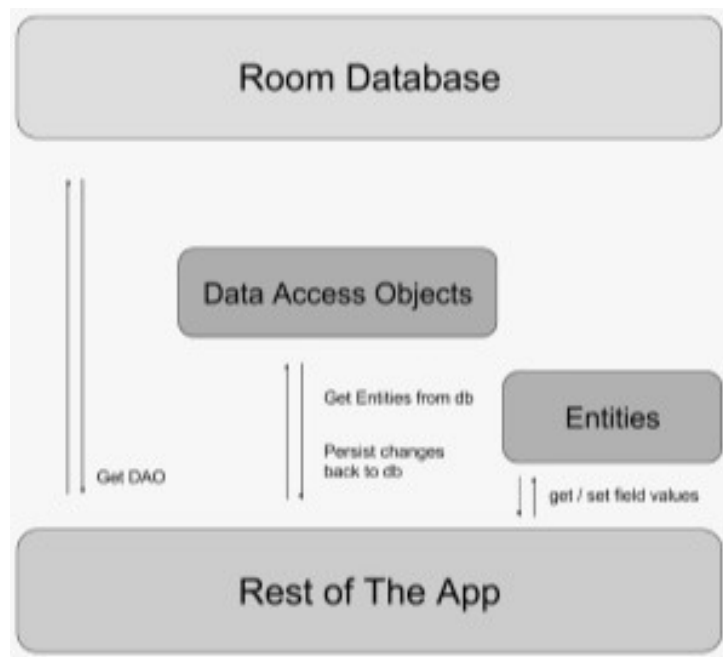 Room Database
Data Access Objects
Get Entities from db
Persist changes
back to db
Entities
Get DAO
get / set field values
Rest of The App